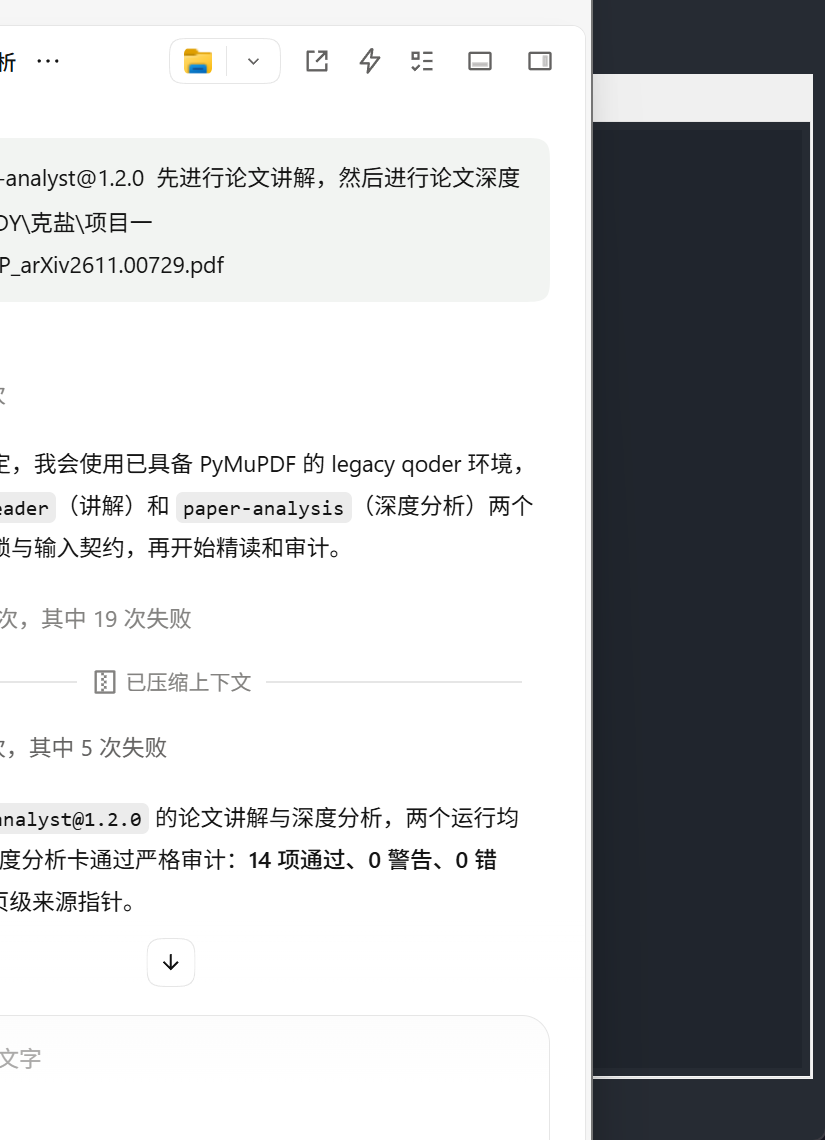 析 ···
-analyst@1.2.0 先进行论文讲解，然后进行论文深度
DY\克盐\项目一
P_arXiv2611.00729.pdf
次
定，我会使用已具备 PyMuPDF 的 legacy qoder 环境，
eader（讲解）和 paper-analysis（深度分析）两个
锁与输入契约，再开始精读和审计。
次，其中 19 次失败
已压缩上下文
次，其中 5 次失败
analyst@1.2.0 的论文讲解与深度分析，两个运行均
度分析卡通过严格审计：14 项通过、0 警告、0 错
页级来源指针。
文字